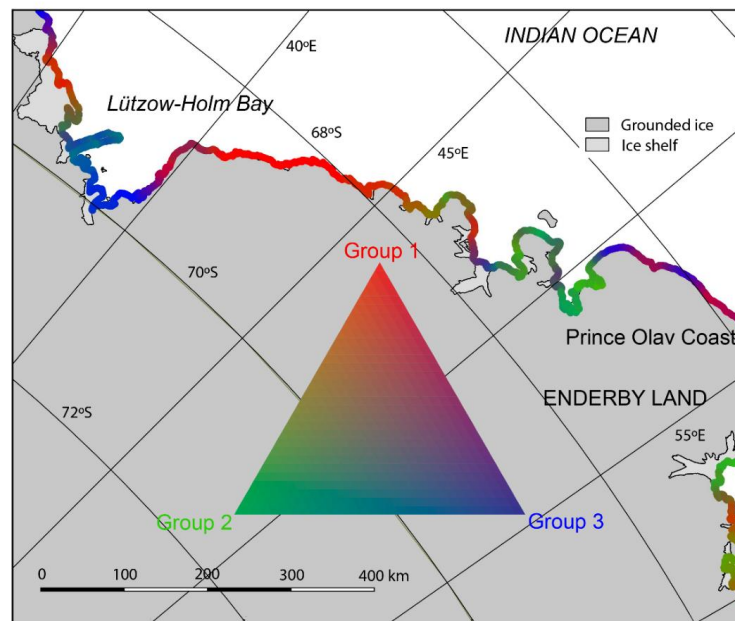 INDIAN OCEAN
40ºE
Lützow-Holm Bay
68ºS
Grounded ice
Ice shelf
45ºE
Group 1
70ºS
Prince Olav Coast
ENDERBY LAND
72ºS
55ºE
Group 2
Group 3
0 100 200 300 400 km